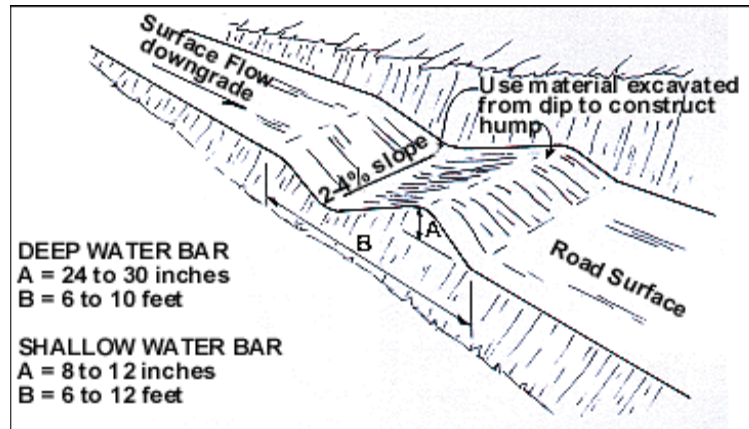 Surface Flow
downgrade
Use material excavated
from dip to construct
hump
2-4% slope
A
B
Road Surface
DEEP WATER BAR
A = 24 to 30 inches
B = 6 to 10 feet
SHALLOW WATER BAR
A = 8 to 12 inches
B = 6 to 12 feet